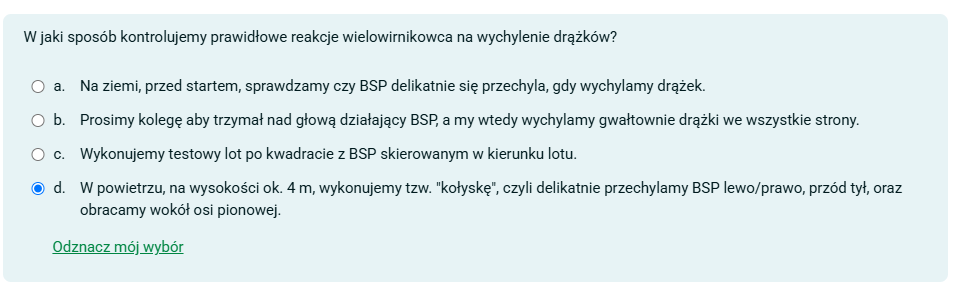 W jaki sposób kontrolujemy prawidłowe reakcje wielowirnikowca na wychylenie drążków?
a. Na ziemi, przed startem, sprawdzamy czy BSP delikatnie się przechyla, gdy wychylamy drążek.
b. Prosimy kolegę aby trzymał nad głową działający BSP, a my wtedy wychylamy gwałtownie drążki we wszystkie strony.
c. Wykonujemy testowy lot po kwadracie z BSP skierowanym w kierunku lotu.
d. W powietrzu, na wysokości ok. 4 m, wykonujemy tzw. "kołyskę", czyli delikatnie przechylamy BSP lewo/prawo, przód tył, oraz
obracamy wokół osi pionowej.
Odznacz mój wybór